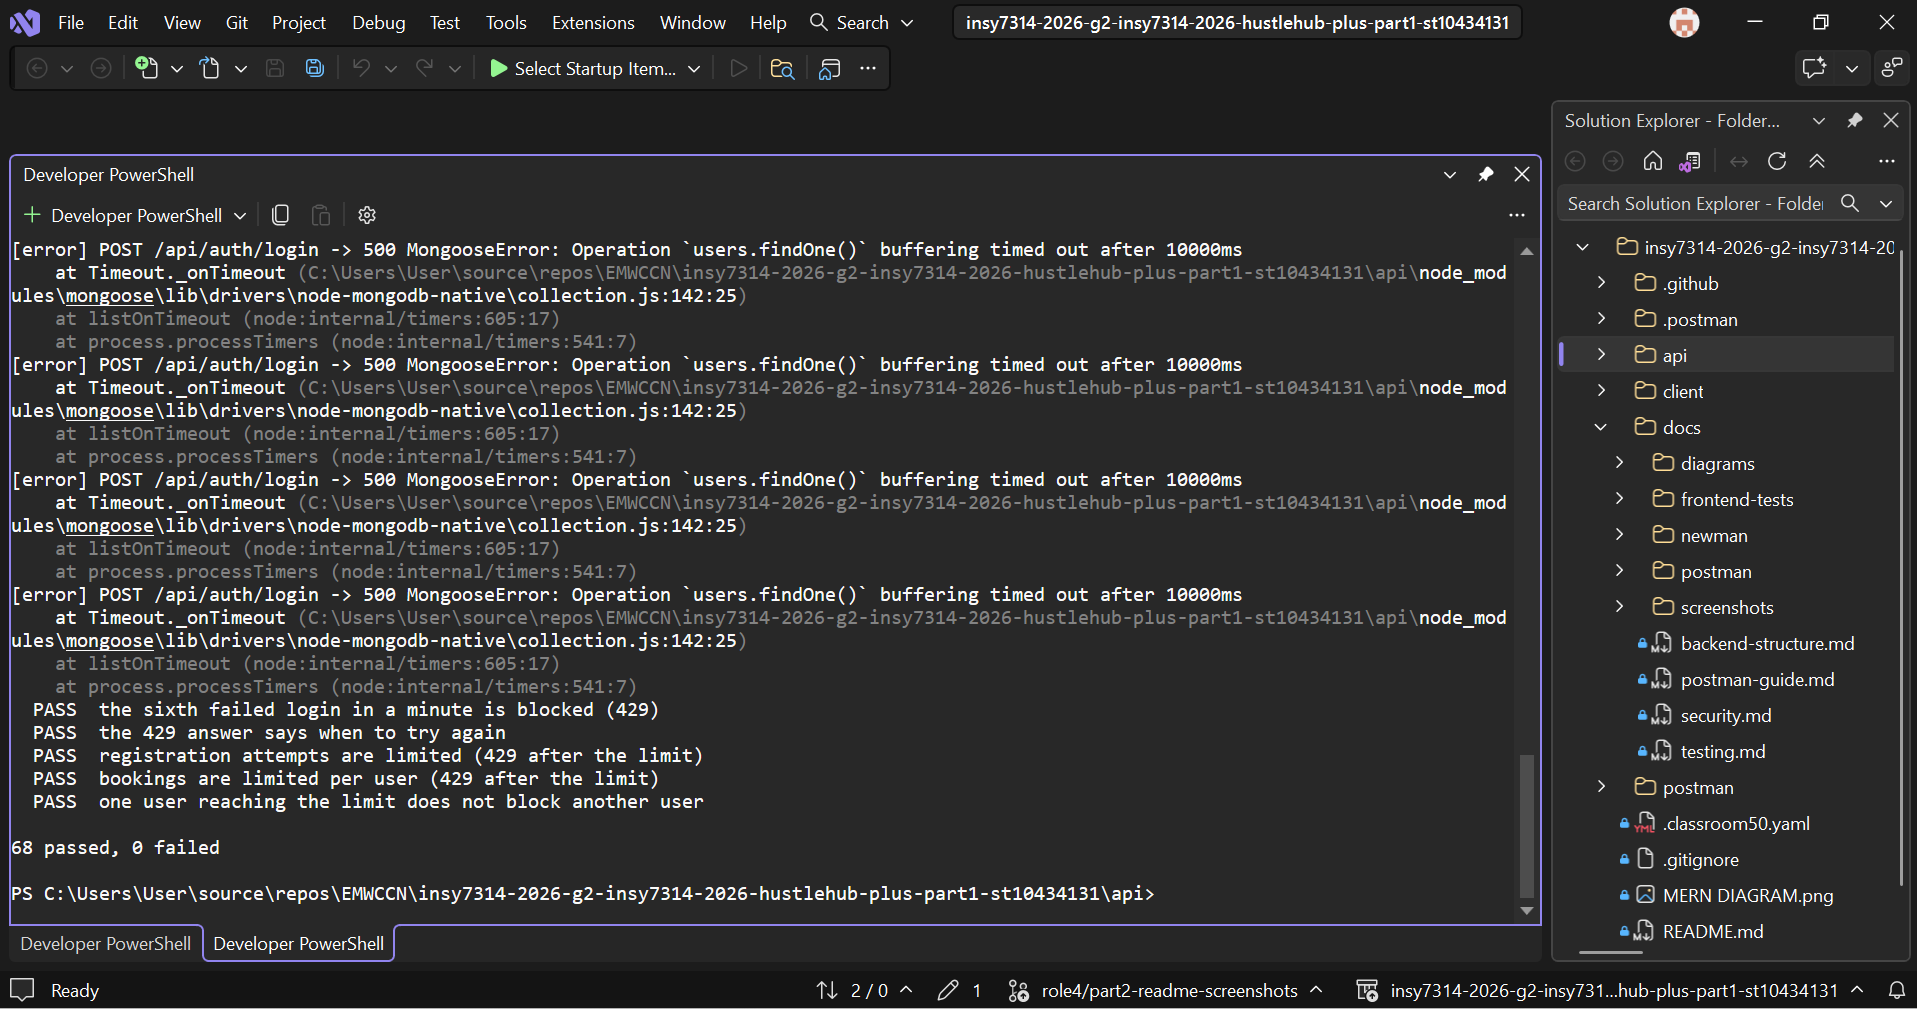 File Edit View Git Project Debug Test Tools Extensions Window Help Search insy7314-2026-g2-insy7314-2026-hustlehub-plus-part1-st10434131
Select Startup Item...
Developer PowerShell
Developer PowerShell
[error] POST /api/auth/login -> 500 MongooseError: Operation `users.findOne()` buffering timed out after 10000ms
    at Timeout._onTimeout (C:\Users\User\source\repos\EMWCCN\insy7314-2026-g2-insy7314-2026-hustlehub-plus-part1-st10434131\api\node_mod
ules\mongoose\lib\drivers\node-mongodb-native\collection.js:142:25)
    at listOnTimeout (node:internal/timers:605:17)
    at process.processTimers (node:internal/timers:541:7)
[error] POST /api/auth/login -> 500 MongooseError: Operation `users.findOne()` buffering timed out after 10000ms
    at Timeout._onTimeout (C:\Users\User\source\repos\EMWCCN\insy7314-2026-g2-insy7314-2026-hustlehub-plus-part1-st10434131\api\node_mod
ules\mongoose\lib\drivers\node-mongodb-native\collection.js:142:25)
    at listOnTimeout (node:internal/timers:605:17)
    at process.processTimers (node:internal/timers:541:7)
[error] POST /api/auth/login -> 500 MongooseError: Operation `users.findOne()` buffering timed out after 10000ms
    at Timeout._onTimeout (C:\Users\User\source\repos\EMWCCN\insy7314-2026-g2-insy7314-2026-hustlehub-plus-part1-st10434131\api\node_mod
ules\mongoose\lib\drivers\node-mongodb-native\collection.js:142:25)
    at listOnTimeout (node:internal/timers:605:17)
    at process.processTimers (node:internal/timers:541:7)
[error] POST /api/auth/login -> 500 MongooseError: Operation `users.findOne()` buffering timed out after 10000ms
    at Timeout._onTimeout (C:\Users\User\source\repos\EMWCCN\insy7314-2026-g2-insy7314-2026-hustlehub-plus-part1-st10434131\api\node_mod
ules\mongoose\lib\drivers\node-mongodb-native\collection.js:142:25)
    at listOnTimeout (node:internal/timers:605:17)
    at process.processTimers (node:internal/timers:541:7)
  PASS  the sixth failed login in a minute is blocked (429)
  PASS  the 429 answer says when to try again
  PASS  registration attempts are limited (429 after the limit)
  PASS  bookings are limited per user (429 after the limit)
  PASS  one user reaching the limit does not block another user
68 passed, 0 failed
PS C:\Users\User\source\repos\EMWCCN\insy7314-2026-g2-insy7314-2026-hustlehub-plus-part1-st10434131\api>
Developer PowerShell Developer PowerShell
Solution Explorer - Folder...
Search Solution Explorer - Folder
insy7314-2026-g2-insy7314-20
.github
.postman
api
client
docs
diagrams
frontend-tests
newman
postman
screenshots
backend-structure.md
postman-guide.md
security.md
testing.md
postman
.classroom50.yaml
.gitignore
MERN DIAGRAM.png
README.md
Ready 2 / 0 1 role4/part2-readme-screenshots insy7314-2026-g2-insy731...hub-plus-part1-st10434131